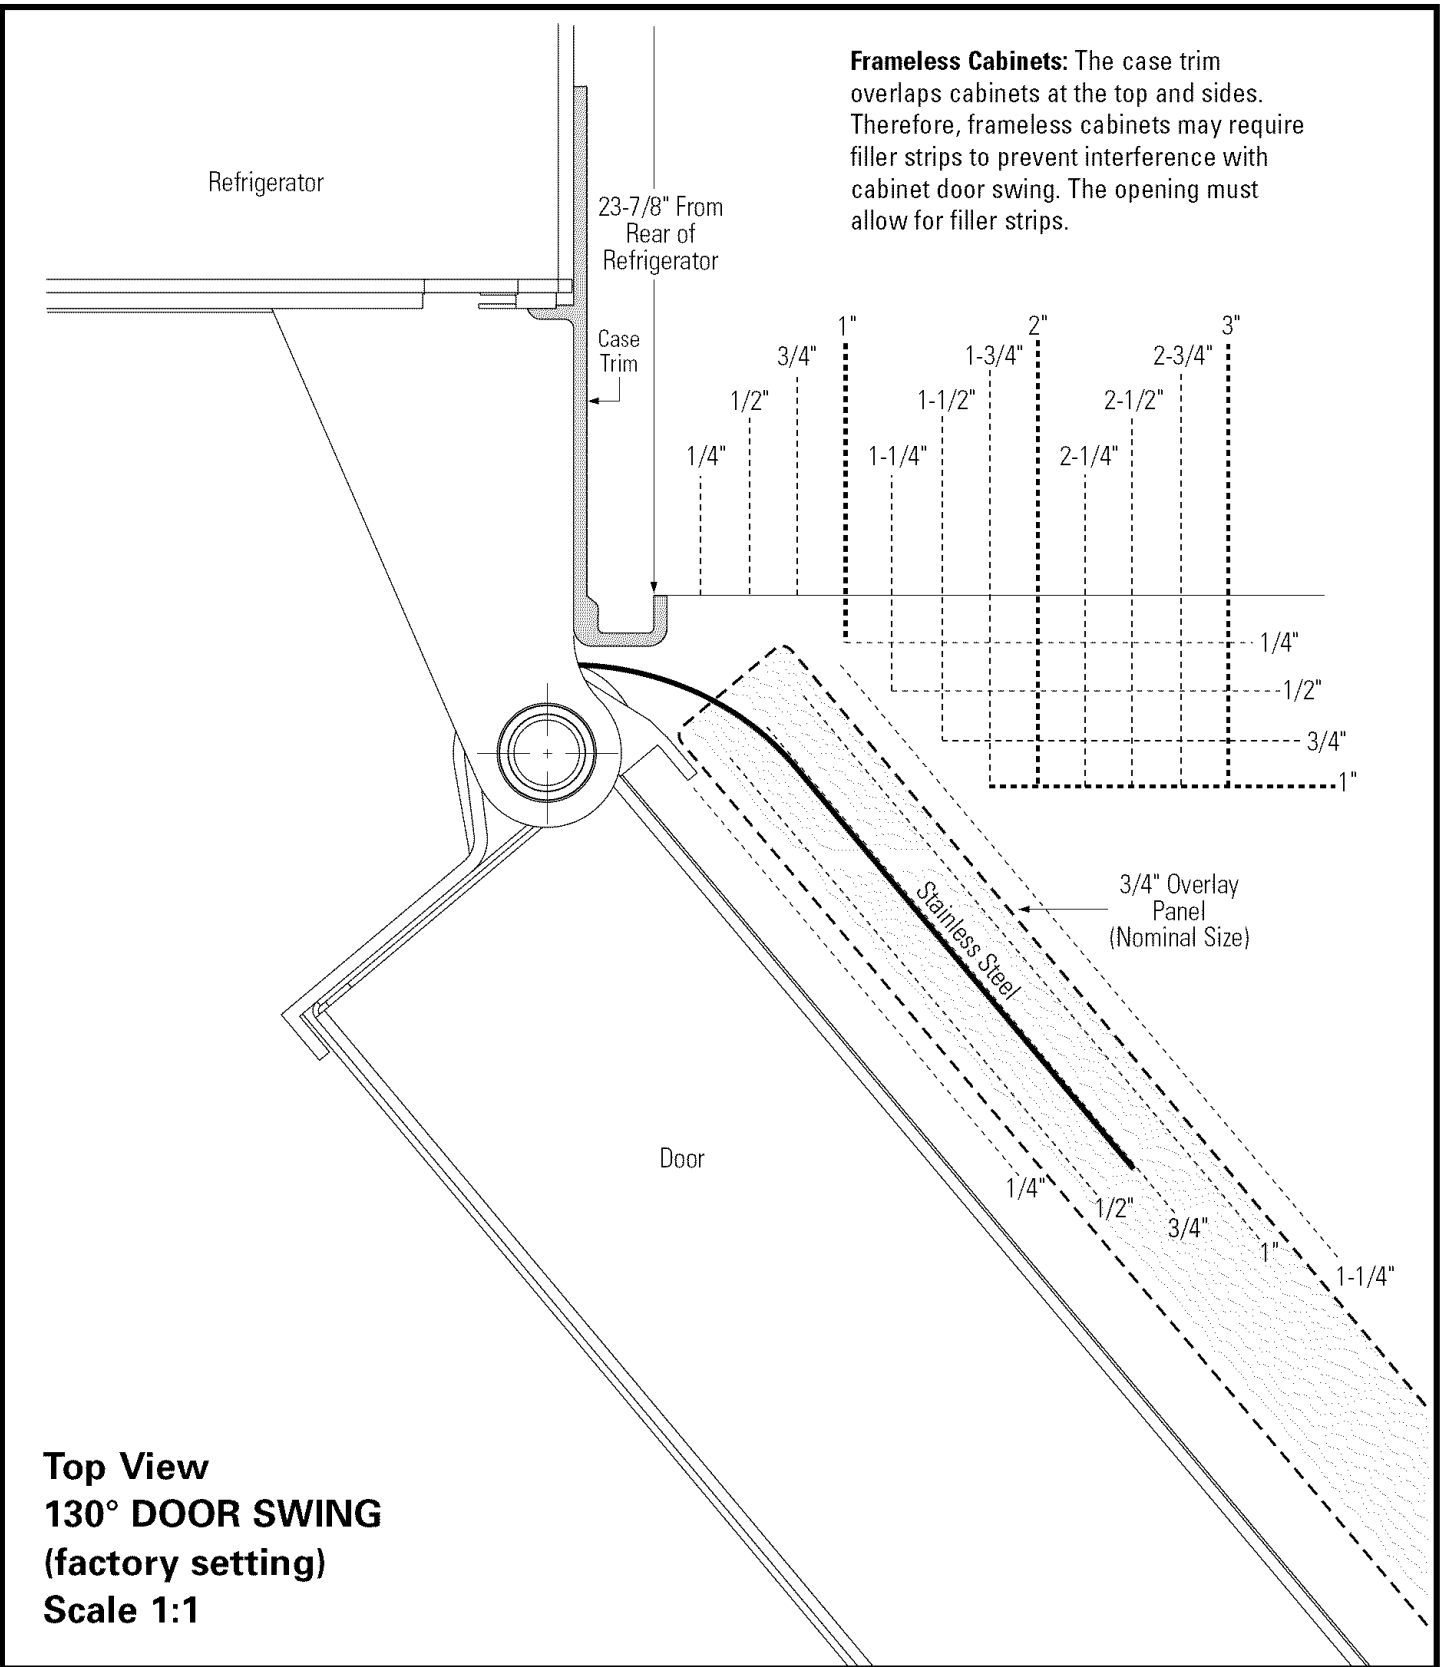 Frameless Cabinets: The case trim
overlaps cabinets at the top and sides.
Therefore, frameless cabinets may require
filler strips to prevent interference with
cabinet door swing. The opening must
allow for filler strips.
Refrigerator
23-7/8" From
Rear of
Refrigerator
Case
Trim
1"
2"
3"
3/4"
1-3/4"
2-3/4"
1/2"
1-1/2"
2-1/2"
1/4"
1-1/4"
2-1/4"
1/4"
1/2"
3/4"
1"
3/4" Overlay
Panel
(Nominal Size)
Stainless Steel
Door
1/4"
1/2"
3/4"
1"
1-1/4"
Top View
130° DOOR SWING
(factory setting)
Scale 1:1